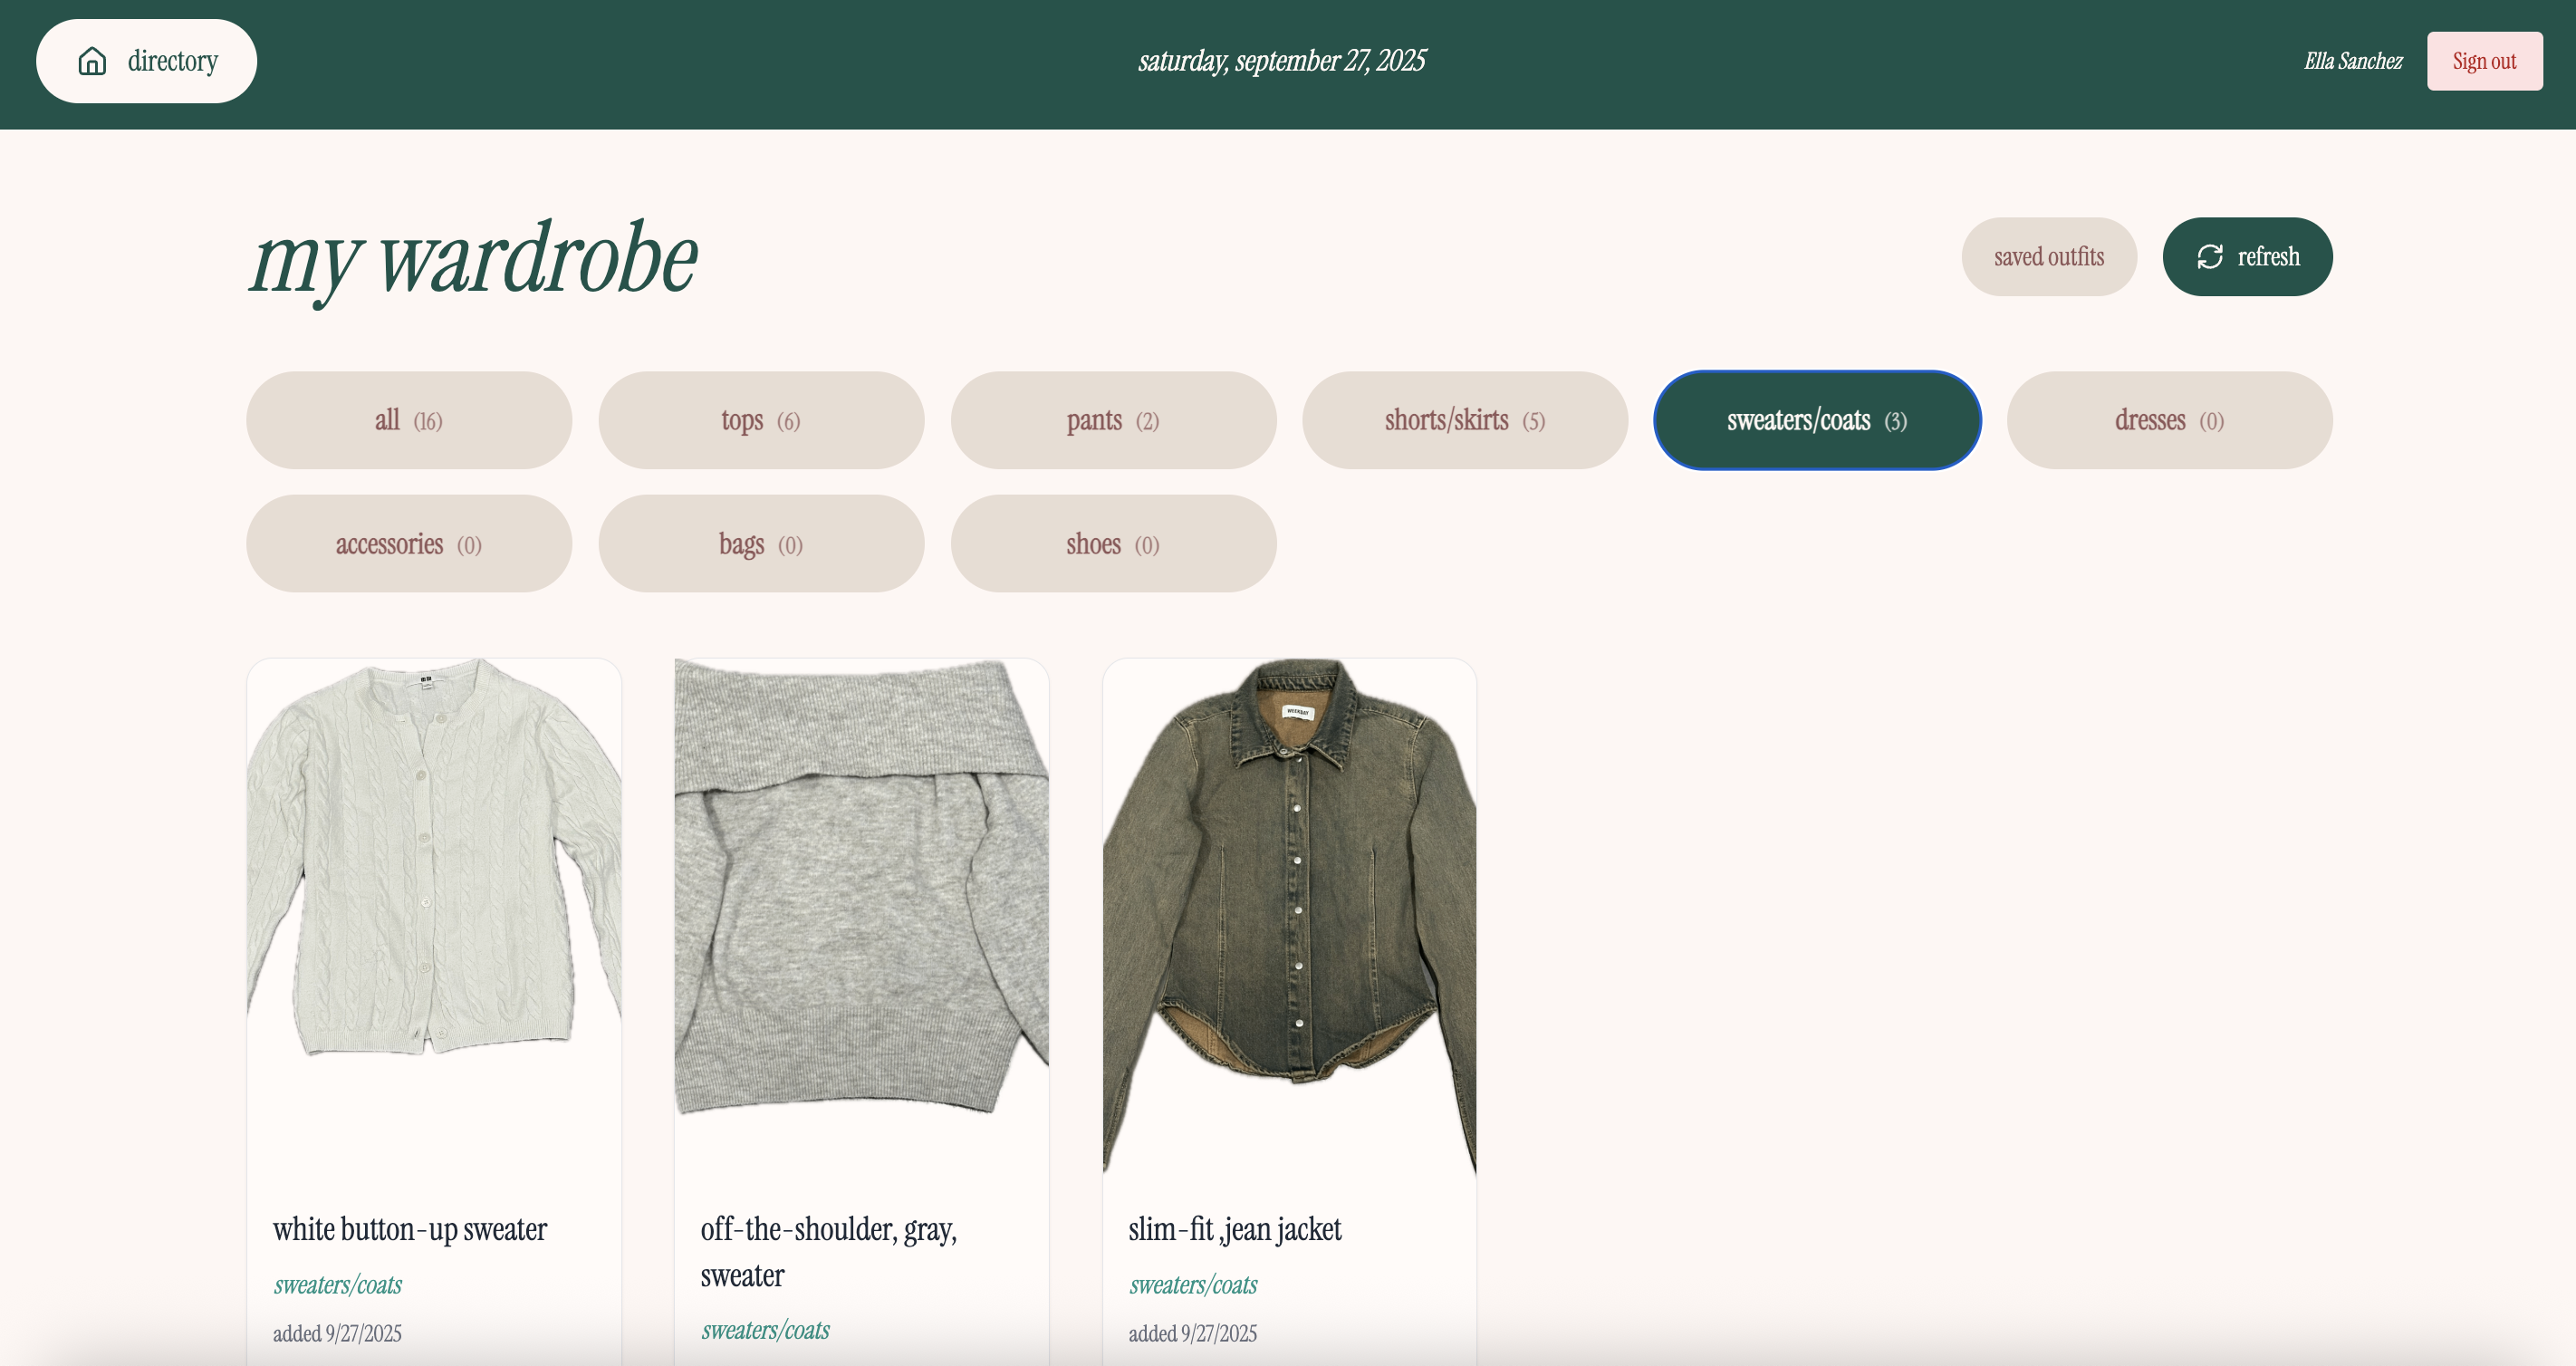 directory
saturday, september 27, 2025
Ella Sanchez
Sign out
my wardrobe
saved outfits
refresh
all (16)
tops (6)
pants (2)
shorts/skirts (5)
sweaters/coats (3)
dresses (0)
accessories (0)
bags (0)
shoes (0)
WEEKDAY
white button-up sweater
sweaters/coats
added 9/27/2025
off-the-shoulder, gray,
sweater
sweaters/coats
slim-fit ,jean jacket
sweaters/coats
added 9/27/2025